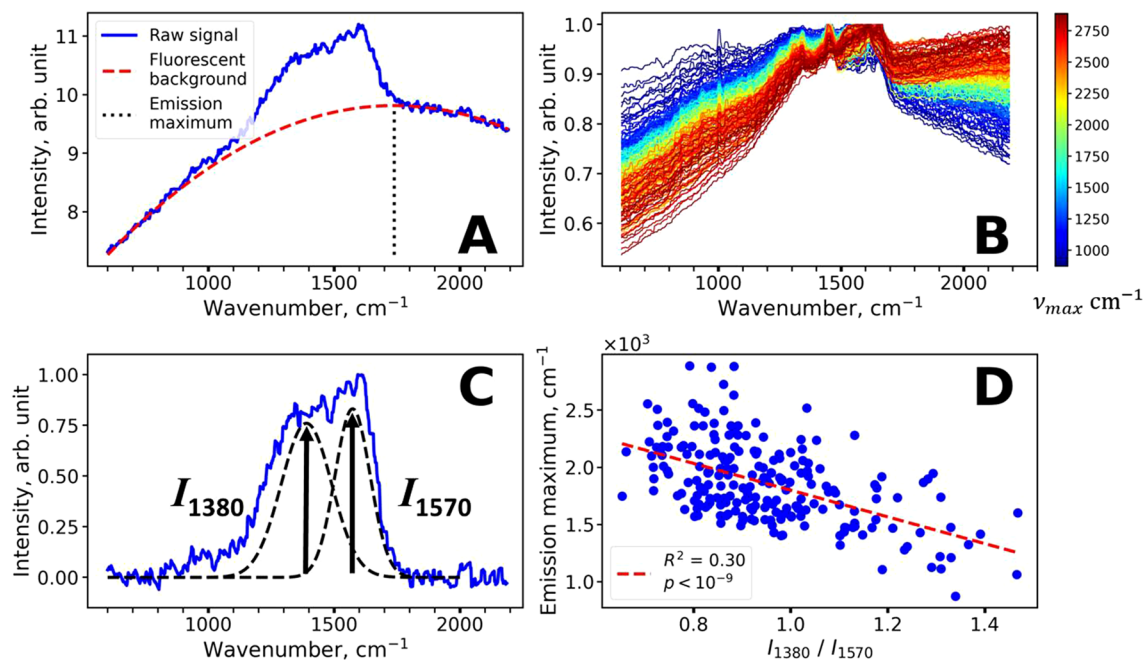 11
10
9
8
Intensity, arb. unit
Raw signal
Fluorescent
background
Emission
maximum
A
1000 1500 2000
Wavenumber, cm⁻¹
1.0
0.9
0.8
0.7
0.6
Intensity, arb. unit
B
1000 1500 2000
Wavenumber, cm⁻¹
2750
2500
2250
2000
1750
1500
1250
1000
ν_max cm⁻¹
1.00
0.75
0.50
0.25
0.00
Intensity, arb. unit
C
I₁₃₈₀
I₁₅₇₀
1000 1500 2000
Wavenumber, cm⁻¹
×10³
2.5
2.0
1.5
1.0
Emission maximum, cm⁻¹
D
R² = 0.30
p < 10⁻⁹
0.8 1.0 1.2 1.4
I₁₃₈₀ / I₁₅₇₀